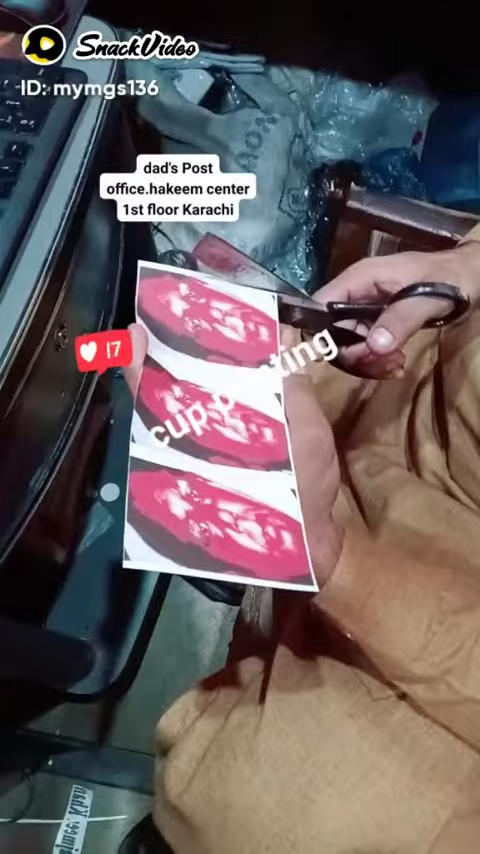 SnackVideo
ID: mymgs136
dad's Post
office.hakeem center
1st floor Karachi
17
cup